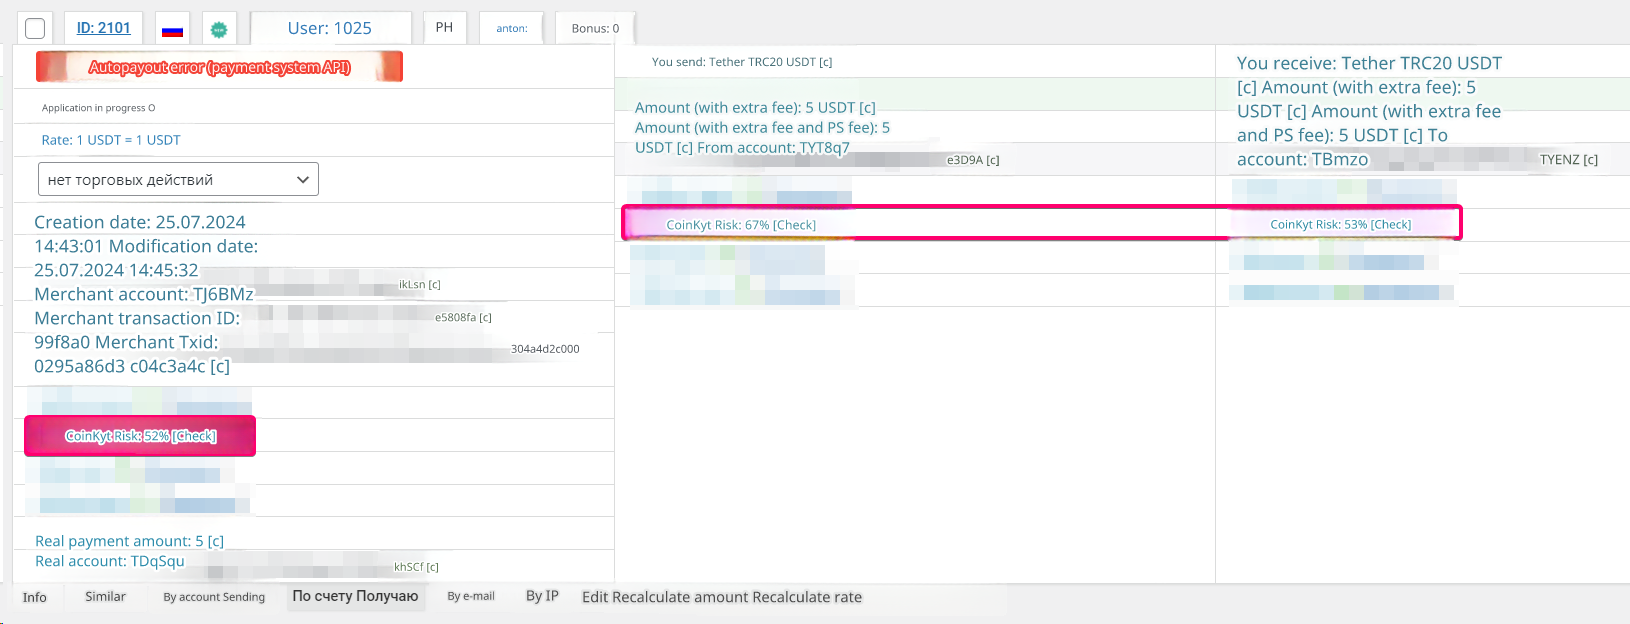 ID: 2101
User: 1025
PH
anton:
Bonus: 0
Autopayout error (payment system API)
Application in progress O
Rate: 1 USDT = 1 USDT
нет торговых действий
Creation date: 25.07.2024
14:43:01 Modification date:
25.07.2024 14:45:32
ikLsn [c]
Merchant account: TJ6BMz
Merchant transaction ID:
e5808fa [c]
99f8a0 Merchant Txid:
304a4d2c000
0295a86d3 c04c3a4c [c]
CoinKyt Risk: 52% [Check]
Real payment amount: 5 [c]
Real account: TDqSqu
khSCf [c]
You send: Tether TRC20 USDT [c]
Amount (with extra fee): 5 USDT [c]
Amount (with extra fee and PS fee): 5
USDT [c] From account: TYT8q7
e3D9A [c]
CoinKyt Risk: 67% [Check]
You receive: Tether TRC20 USDT
[c] Amount (with extra fee): 5
USDT [c] Amount (with extra fee
and PS fee): 5 USDT [c] To
account: TBmzo
TYENZ [c]
CoinKyt Risk: 53% [Check]
Info
Similar
By account Sending
По счету Получаю
By e-mail
By IP
Edit Recalculate amount Recalculate rate